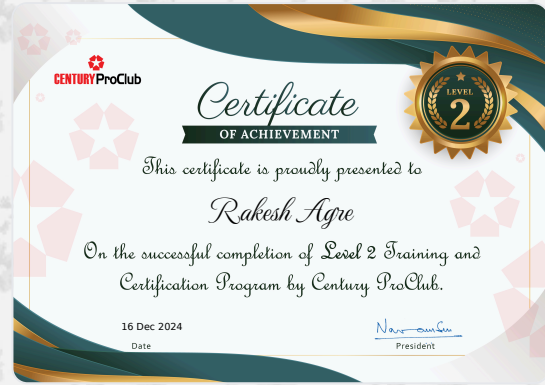 CENTURY ProClub
Certificate
OF ACHIEVEMENT
LEVEL
2
This certificate is proudly presented to
Rakesh Agre
On the successful completion of Level 2 Training and
Certification Program by Century ProClub.
16 Dec 2024
Date
President